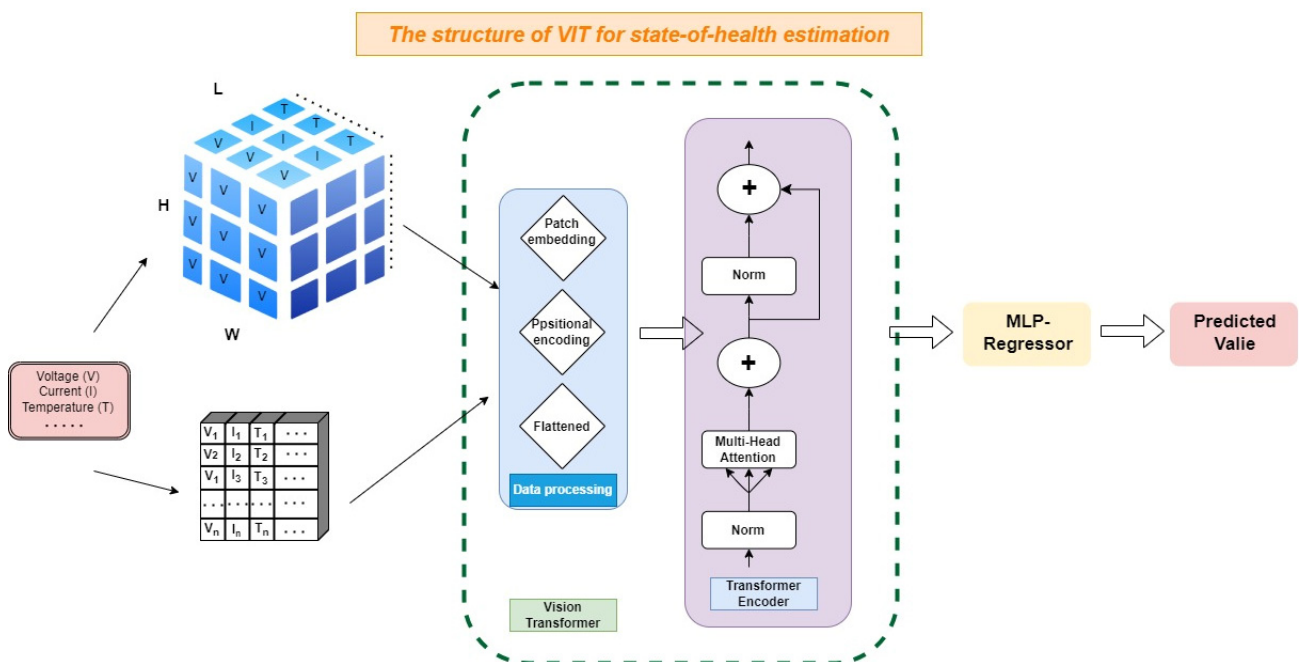 The structure of VIT for state-of-health estimation
L
T
I T
V I T
V I
V
V V V
H
V V V
V V V
W
Voltage (V)
Current (I)
Temperature (T)
. . . . .
V1 I1 T1 ...
V2 I2 T2 ...
V1 I3 T3 ...
... ... ... ...
Vn In Tn ...
Patch
embedding
Ppsitional
encoding
Flattened
Data processing
Vision
Transformer
+
Norm
+
Multi-Head
Attention
Norm
Transformer
Encoder
MLP-
Regressor
Predicted
Valie